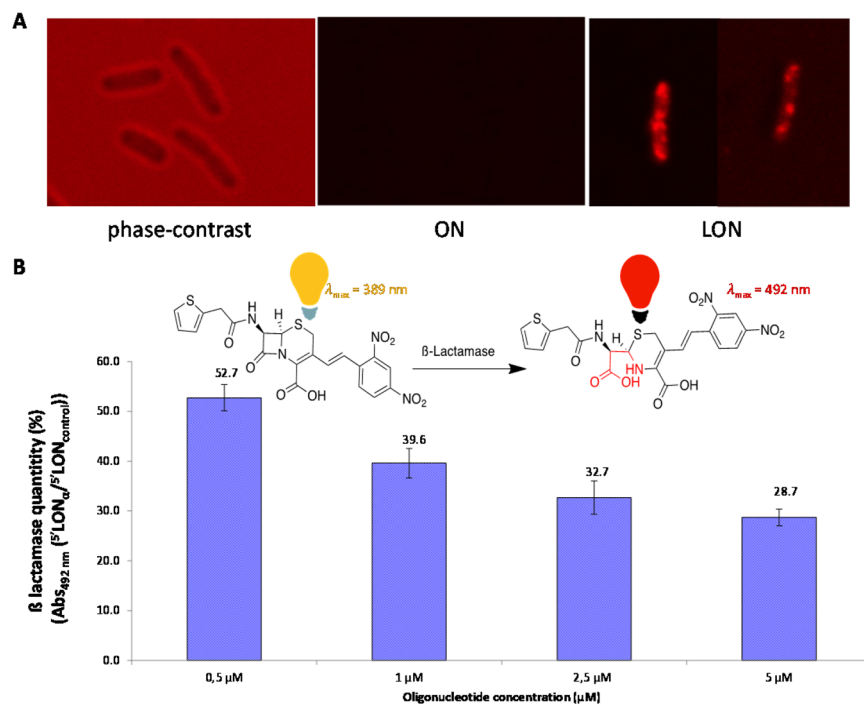 A
phase-contrast
ON
LON
B
λmax = 389 nm
λmax = 492 nm
S
H
N
O
H
S
O
N
O
OH
NO2
NO2
ß-Lactamase
S
H
N
O
H
S
O
OH
HN
O
OH
O2N
NO2
ß lactamase quantitity (%)
(Abs492 nm (5'LONα/5'LONcontrol))
60.0
50.0
40.0
30.0
20.0
10.0
0.0
52.7
39.6
32.7
28.7
0,5 µM
1 µM
2,5 µM
5 µM
Oligonucleotide concentration (µM)